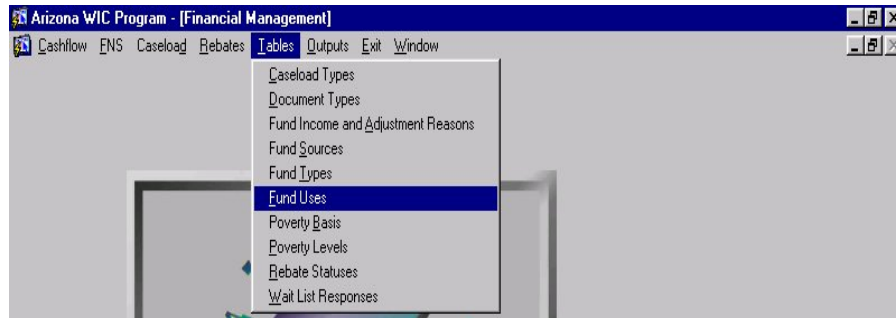 Arizona WIC Program - [Financial Management]
Cashflow FNS Caseload Rebates Tables Outputs Exit Window
Caseload Types
Document Types
Fund Income and Adjustment Reasons
Fund Sources
Fund Types
Fund Uses
Poverty Basis
Poverty Levels
Rebate Statuses
Wait List Responses